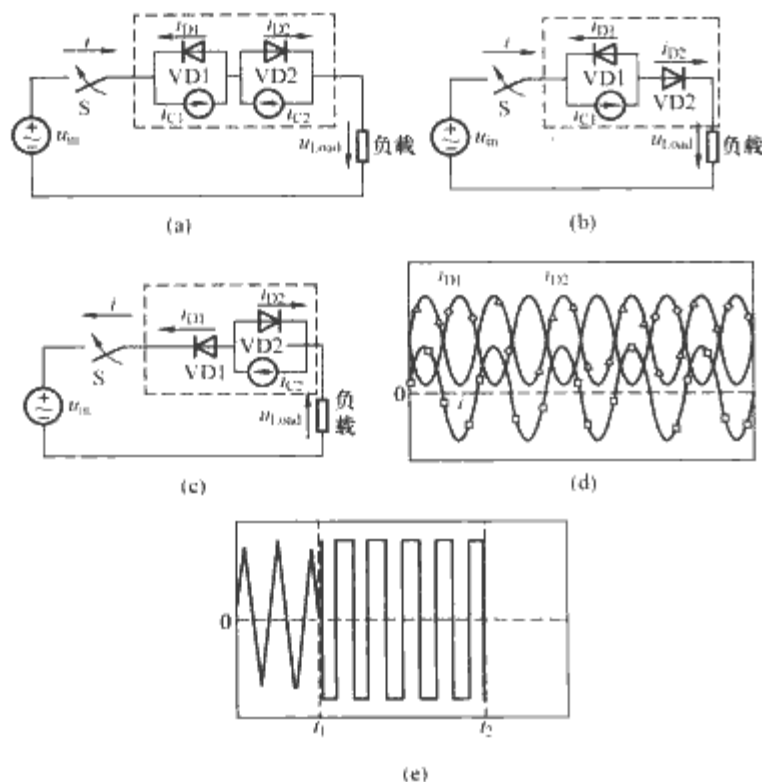 i
iD1
iD2
VD1
VD2
S
iC1
iC2
uin
uLoad
负载
(a)
i
iD1
iD2
VD1
VD2
S
iC1
uin
uLoad
负载
(b)
i
iD1
iD2
VD1
VD2
S
iC2
uin
uLoad
负载
(c)
iD1
iD2
0
i
(d)
0
t1
t2
(e)